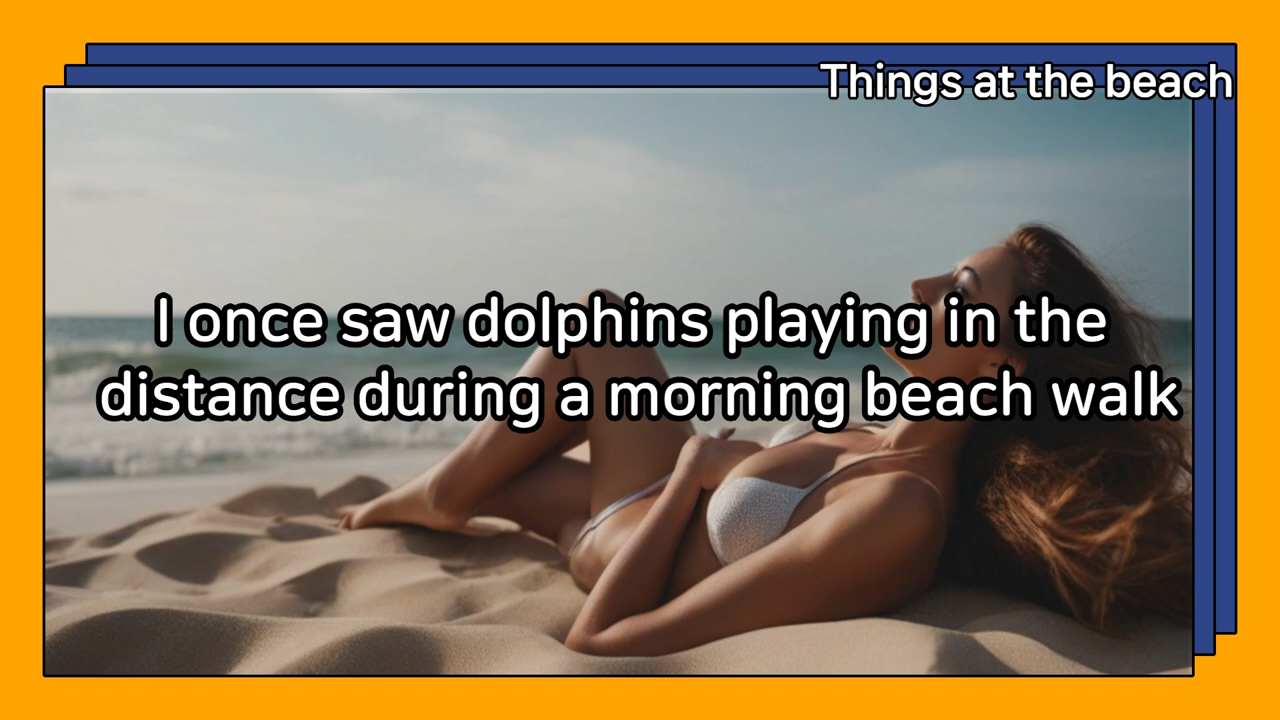 Things at the beach
I once saw dolphins playing in the
distance during a morning beach walk